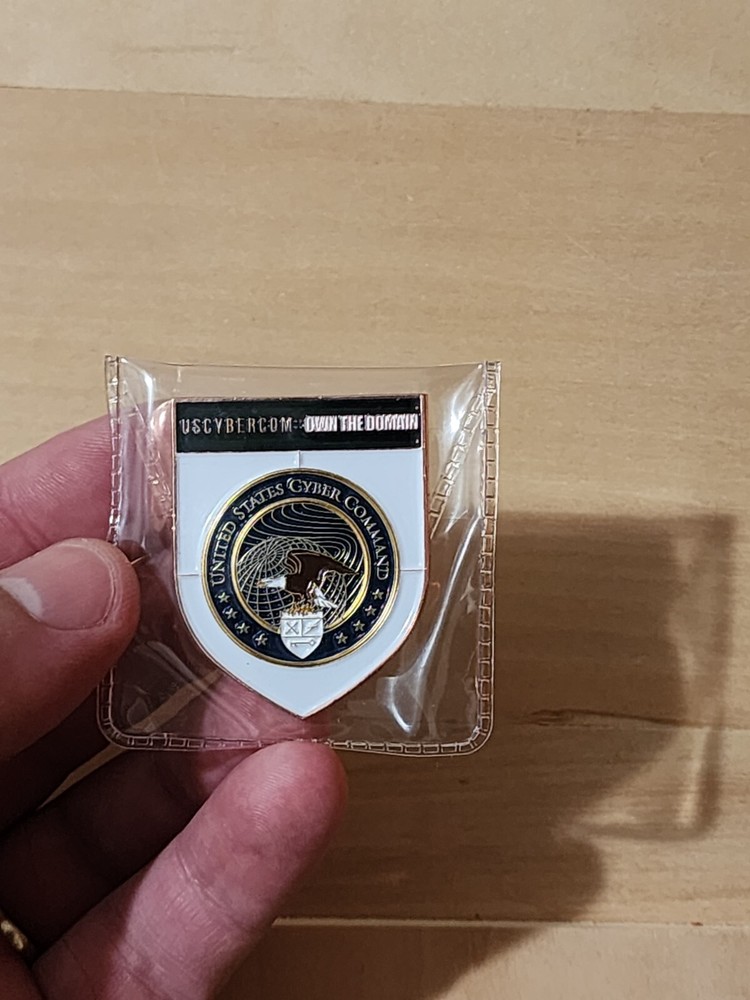 USCYBERCOM::OWN THE DOMAIN
UNITED STATES CYBER COMMAND